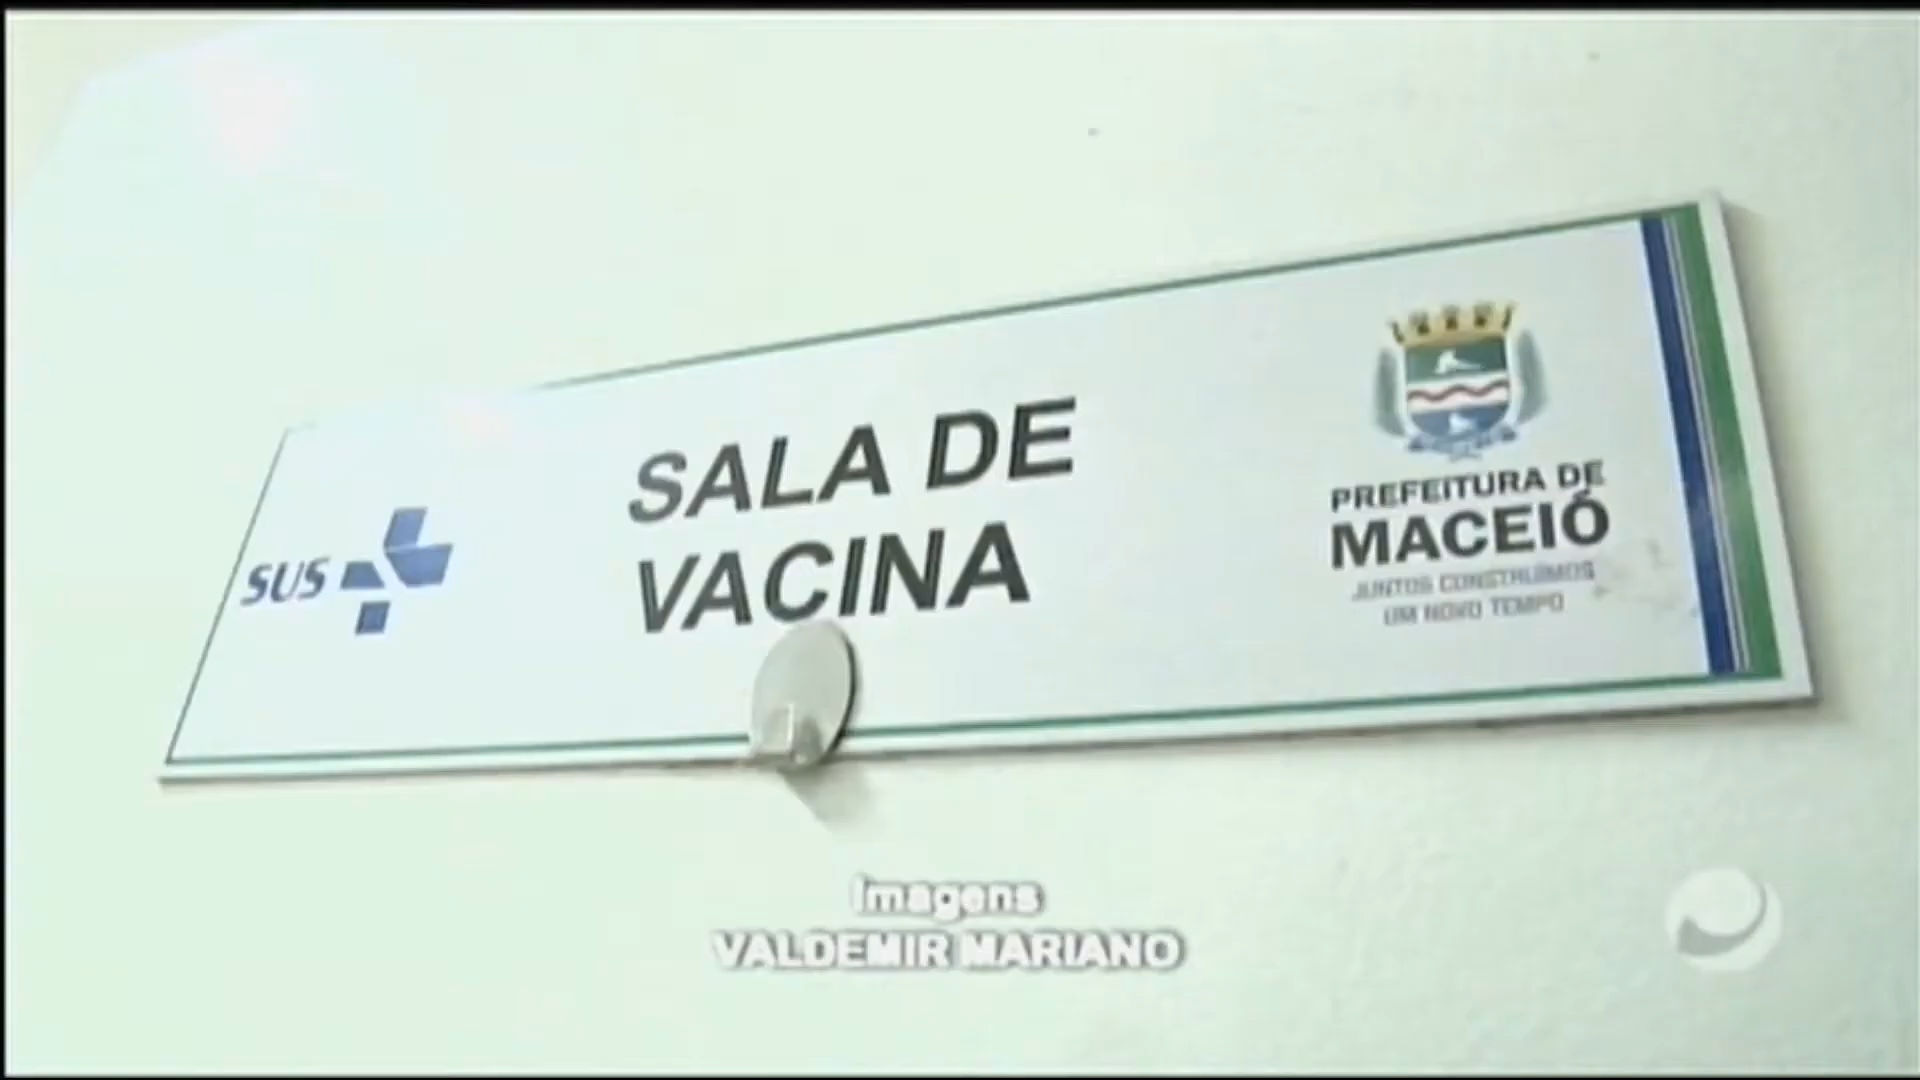 SUS
SALA DE
VACINA
PREFEITURA DE
MACEIÓ
JUNTOS CONSTRUÍMOS
UM NOVO TEMPO
Imagens
VALDEMIR MARIANO